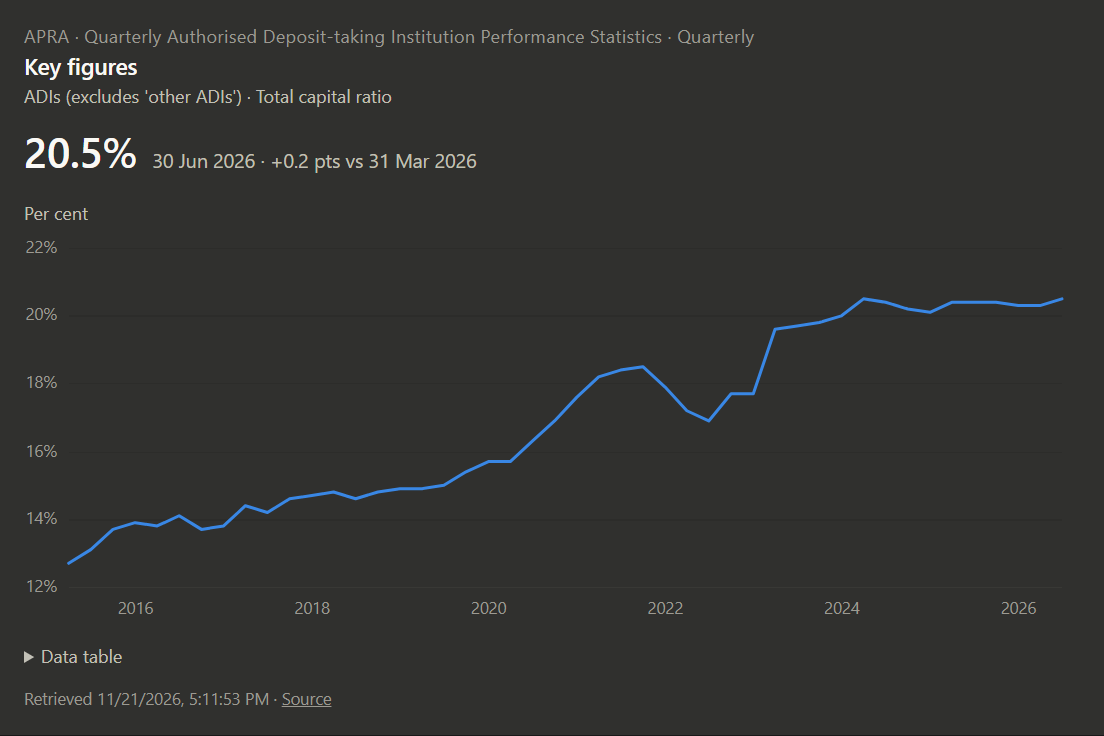 APRA · Quarterly Authorised Deposit-taking Institution Performance Statistics · Quarterly
Key figures
ADIs (excludes 'other ADIs') · Total capital ratio
20.5% 30 Jun 2026 · +0.2 pts vs 31 Mar 2026
Per cent
22%
20%
18%
16%
14%
12%
2016 2018 2020 2022 2024 2026
▶ Data table
Retrieved 11/21/2026, 5:11:53 PM · Source